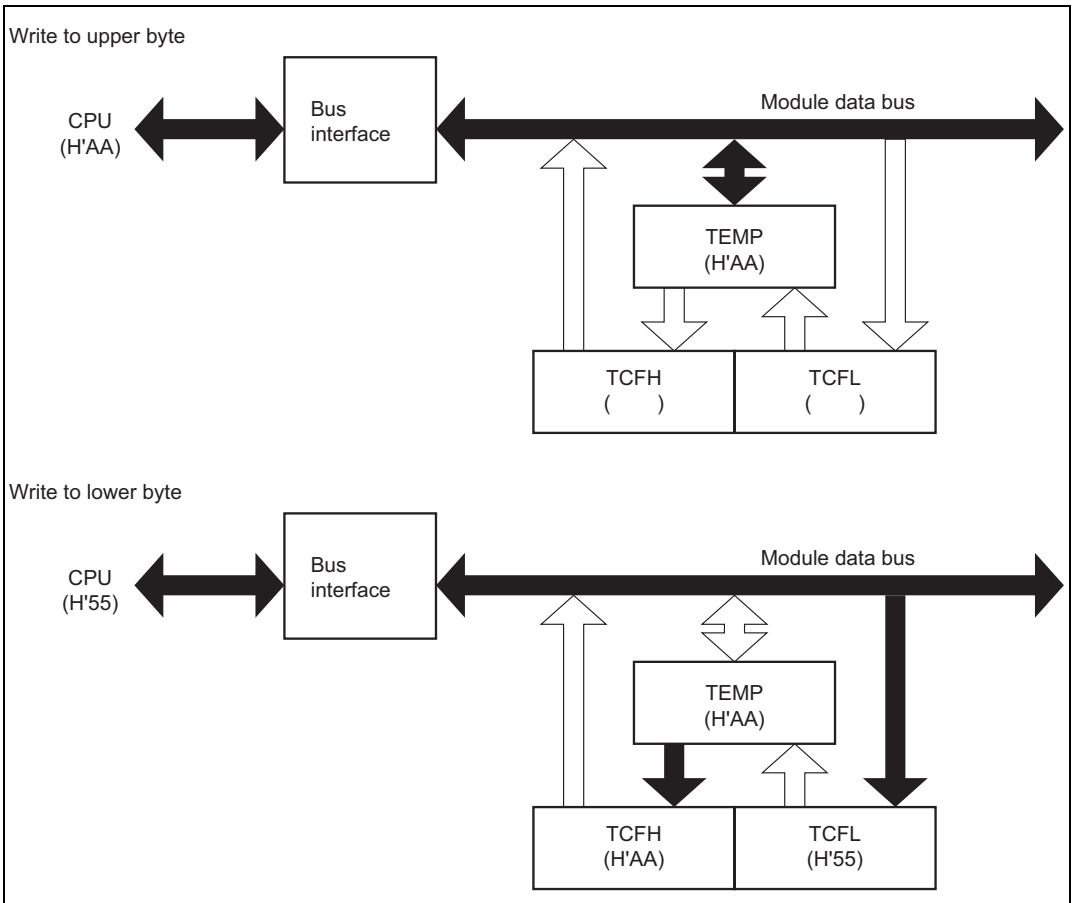 Write to upper byte
CPU
(H'AA)
Bus
interface
Module data bus
TEMP
(H'AA)
TCFH
( )
TCFL
( )
Write to lower byte
CPU
(H'55)
Bus
interface
Module data bus
TEMP
(H'AA)
TCFH
(H'AA)
TCFL
(H'55)